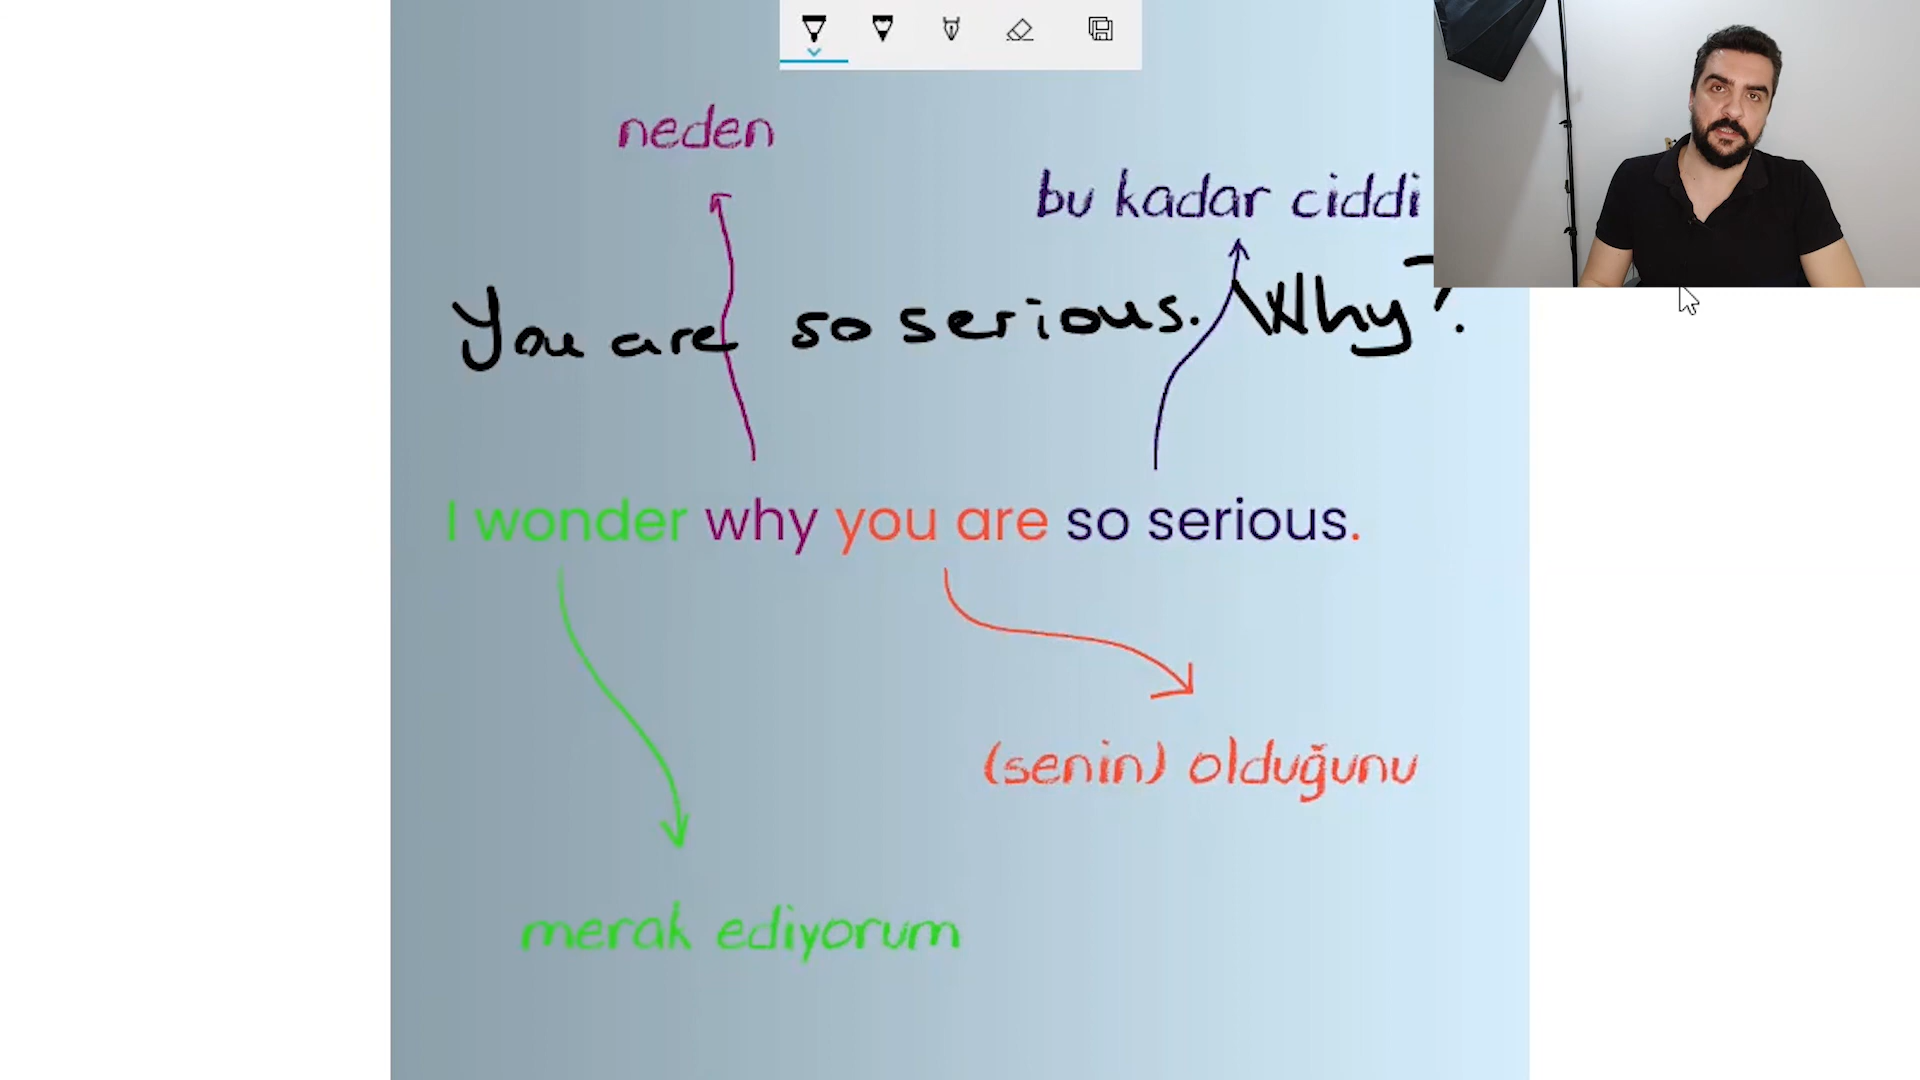 neden
bu kadar ciddi
You are so serious. Why?
I wonder why you are so serious.
(senin) olduğunu
merak ediyorum